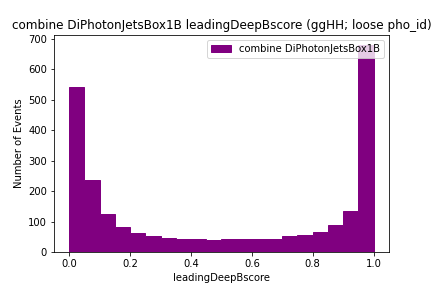 combine DiPhotonJetsBox1B leadingDeepBscore (ggHH; loose pho_id)
combine DiPhotonJetsBox1B
Number of Events
700
600
500
400
300
200
100
0
0.0 0.2 0.4 0.6 0.8 1.0
leadingDeepBscore